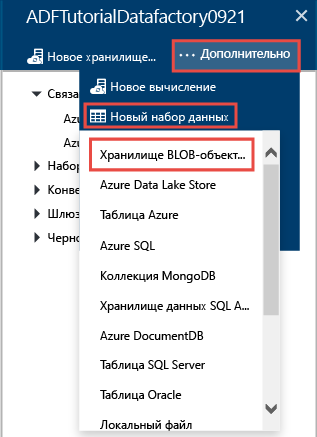 ADFTutorialDatafactory0921
Новое хранилище... ... Дополнительно
Связа
Новое вычисление
Azu
Новый набор данных
Azu
Хранилище BLOB-объект...
Набор
Azure Data Lake Store
Конве
Таблица Azure
Шлюз
Черно
Azure SQL
Коллекция MongoDB
Хранилище данных SQL A...
Azure DocumentDB
Таблица SQL Server
Таблица Oracle
Локальный файл